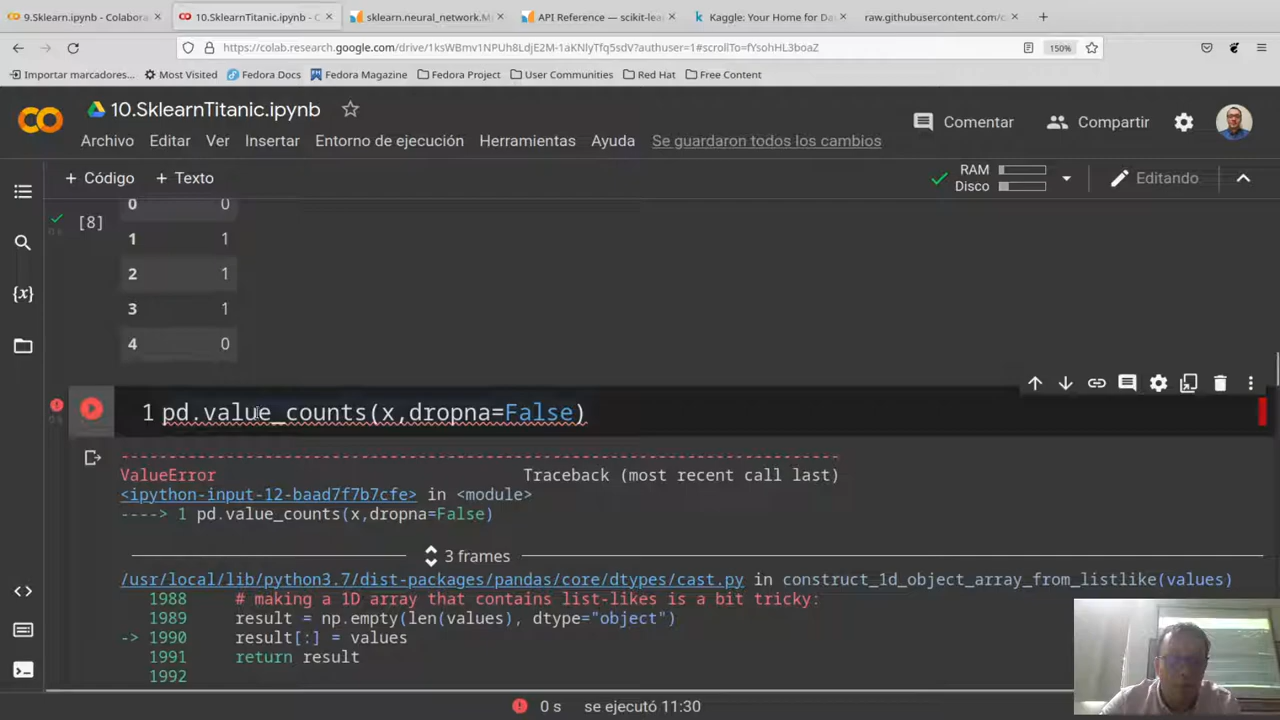 9.Sklearn.ipynb - Colabora
10.SklearnTitanic.ipynb - C
sklearn.neural_network.M
API Reference — scikit-lea
Kaggle: Your Home for Da
raw.githubusercontent.com/c
https://colab.research.google.com/drive/1ksWBmv1NPUh8LdjE2M-1aKNlyTfq5sdV?authuser=1#scrollTo=fYsohHL3boaZ
150%
Importar marcadores...
Most Visited
Fedora Docs
Fedora Magazine
Fedora Project
User Communities
Red Hat
Free Content
10.SklearnTitanic.ipynb
Comentar
Compartir
Archivo Editar Ver Insertar Entorno de ejecución Herramientas Ayuda Se guardaron todos los cambios
+ Código + Texto
RAM
Disco
Editando
0 0
[8]
1 1
2 1
3 1
4 0
1 pd.value_counts(x,dropna=False)
ValueError Traceback (most recent call last)
<ipython-input-12-baad7f7b7cfe> in <module>
----> 1 pd.value_counts(x,dropna=False)
3 frames
/usr/local/lib/python3.7/dist-packages/pandas/core/dtypes/cast.py in construct_1d_object_array_from_listlike(values)
1988 # making a 1D array that contains list-likes is a bit tricky:
1989 result = np.empty(len(values), dtype="object")
-> 1990 result[:] = values
1991 return result
1992
0 s se ejecutó 11:30